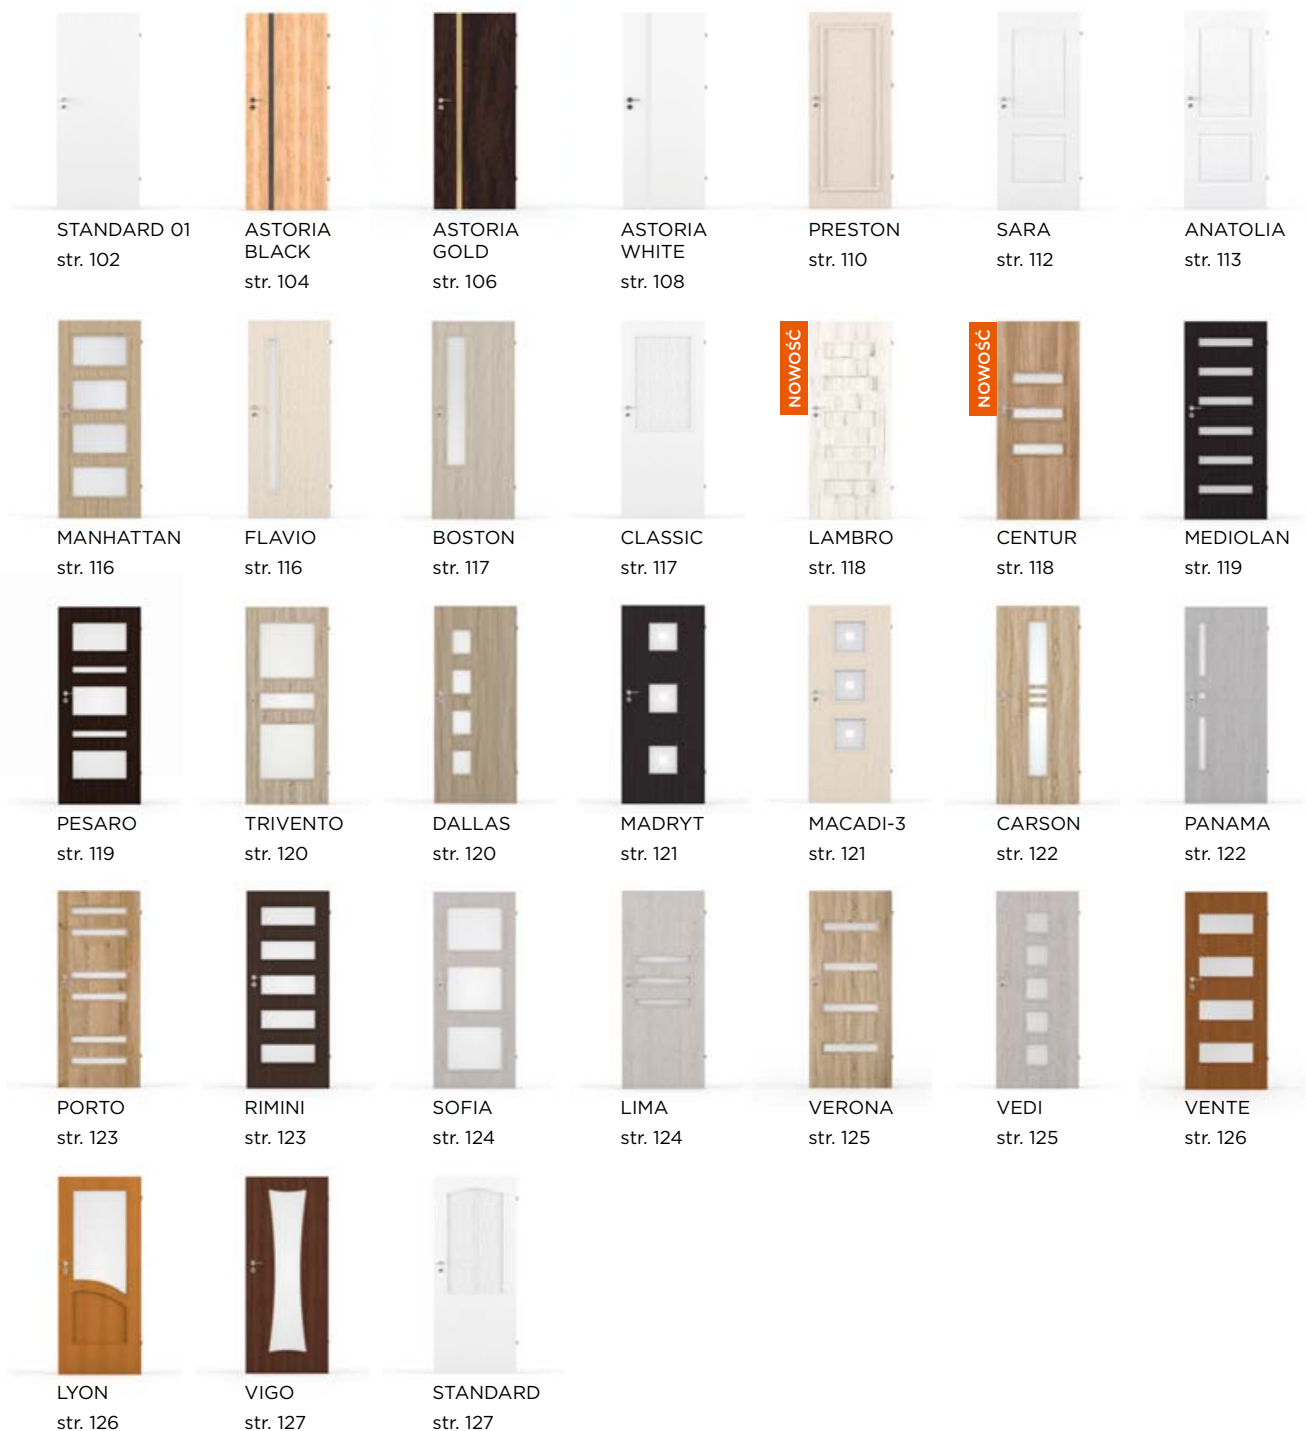 STANDARD 01
str. 102
ASTORIA
BLACK
str. 104
ASTORIA
GOLD
str. 106
ASTORIA
WHITE
str. 108
PRESTON
str. 110
SARA
str. 112
ANATOLIA
str. 113
MANHATTAN
str. 116
FLAVIO
str. 116
BOSTON
str. 117
CLASSIC
str. 117
NOWOŚĆ
LAMBRO
str. 118
NOWOŚĆ
CENTUR
str. 118
MEDIOLAN
str. 119
PESARO
str. 119
TRIVENTO
str. 120
DALLAS
str. 120
MADRYT
str. 121
MACADI-3
str. 121
CARSON
str. 122
PANAMA
str. 122
PORTO
str. 123
RIMINI
str. 123
SOFIA
str. 124
LIMA
str. 124
VERONA
str. 125
VEDI
str. 125
VENTE
str. 126
LYON
str. 126
VIGO
str. 127
STANDARD
str. 127